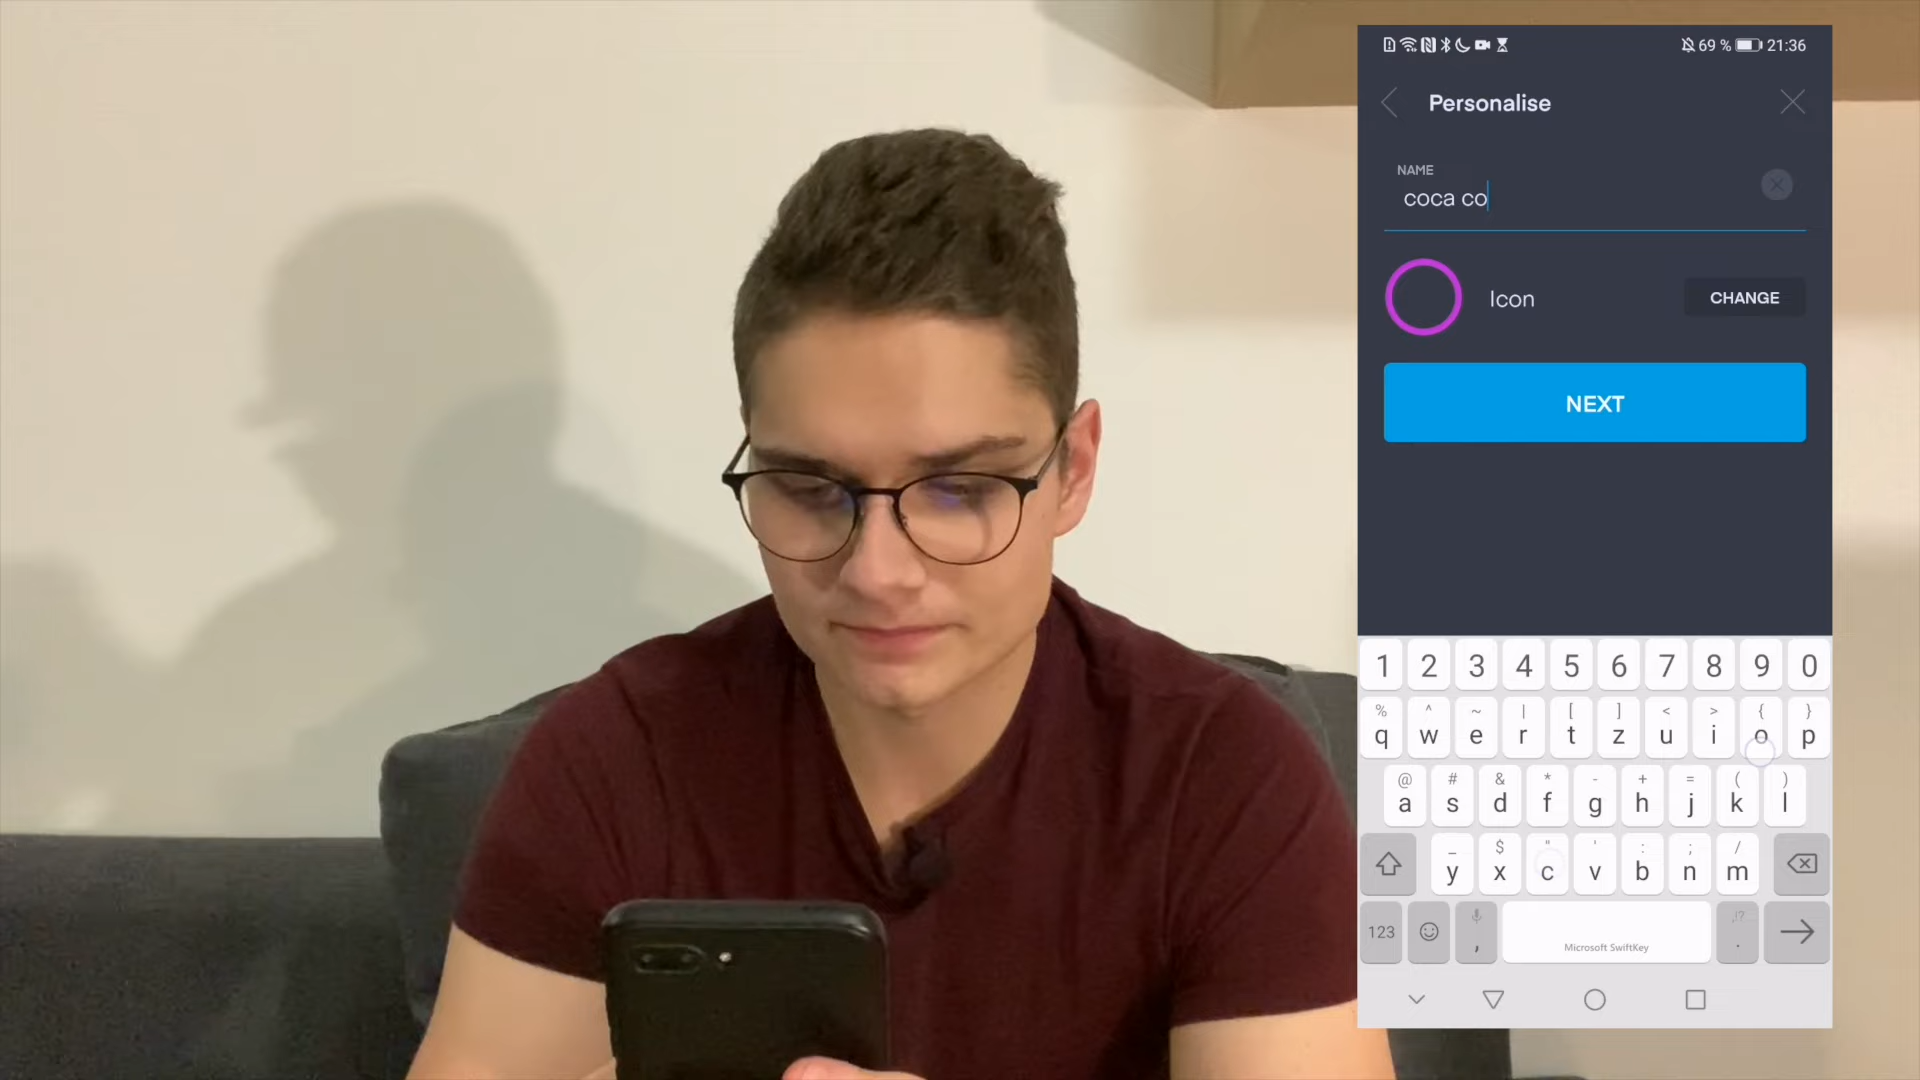 69 % 21:36
Personalise
NAME
coca co
Icon
CHANGE
NEXT
1 2 3 4 5 6 7 8 9 0
% ^ ~ | [ ] < > { }
q w e r t z u i o p
@ # & * - + = ( )
a s d f g h j k l
_ $ " ' : ; /
y x c v b n m
,!?
123 , Microsoft SwiftKey .